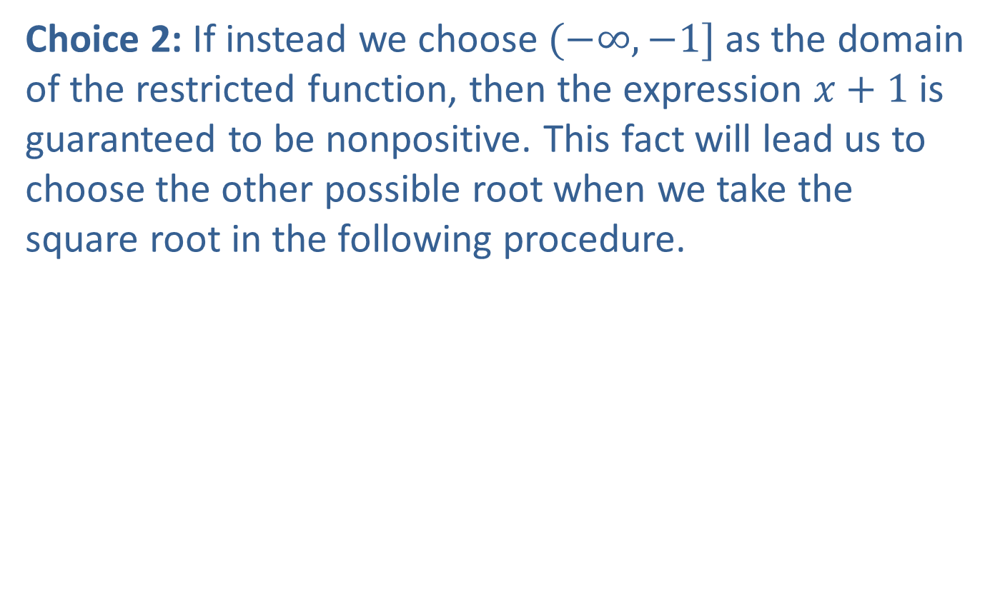 Choice 2: If instead we choose (−∞, −1] as the domain
of the restricted function, then the expression x + 1 is
guaranteed to be nonpositive. This fact will lead us to
choose the other possible root when we take the
square root in the following procedure.